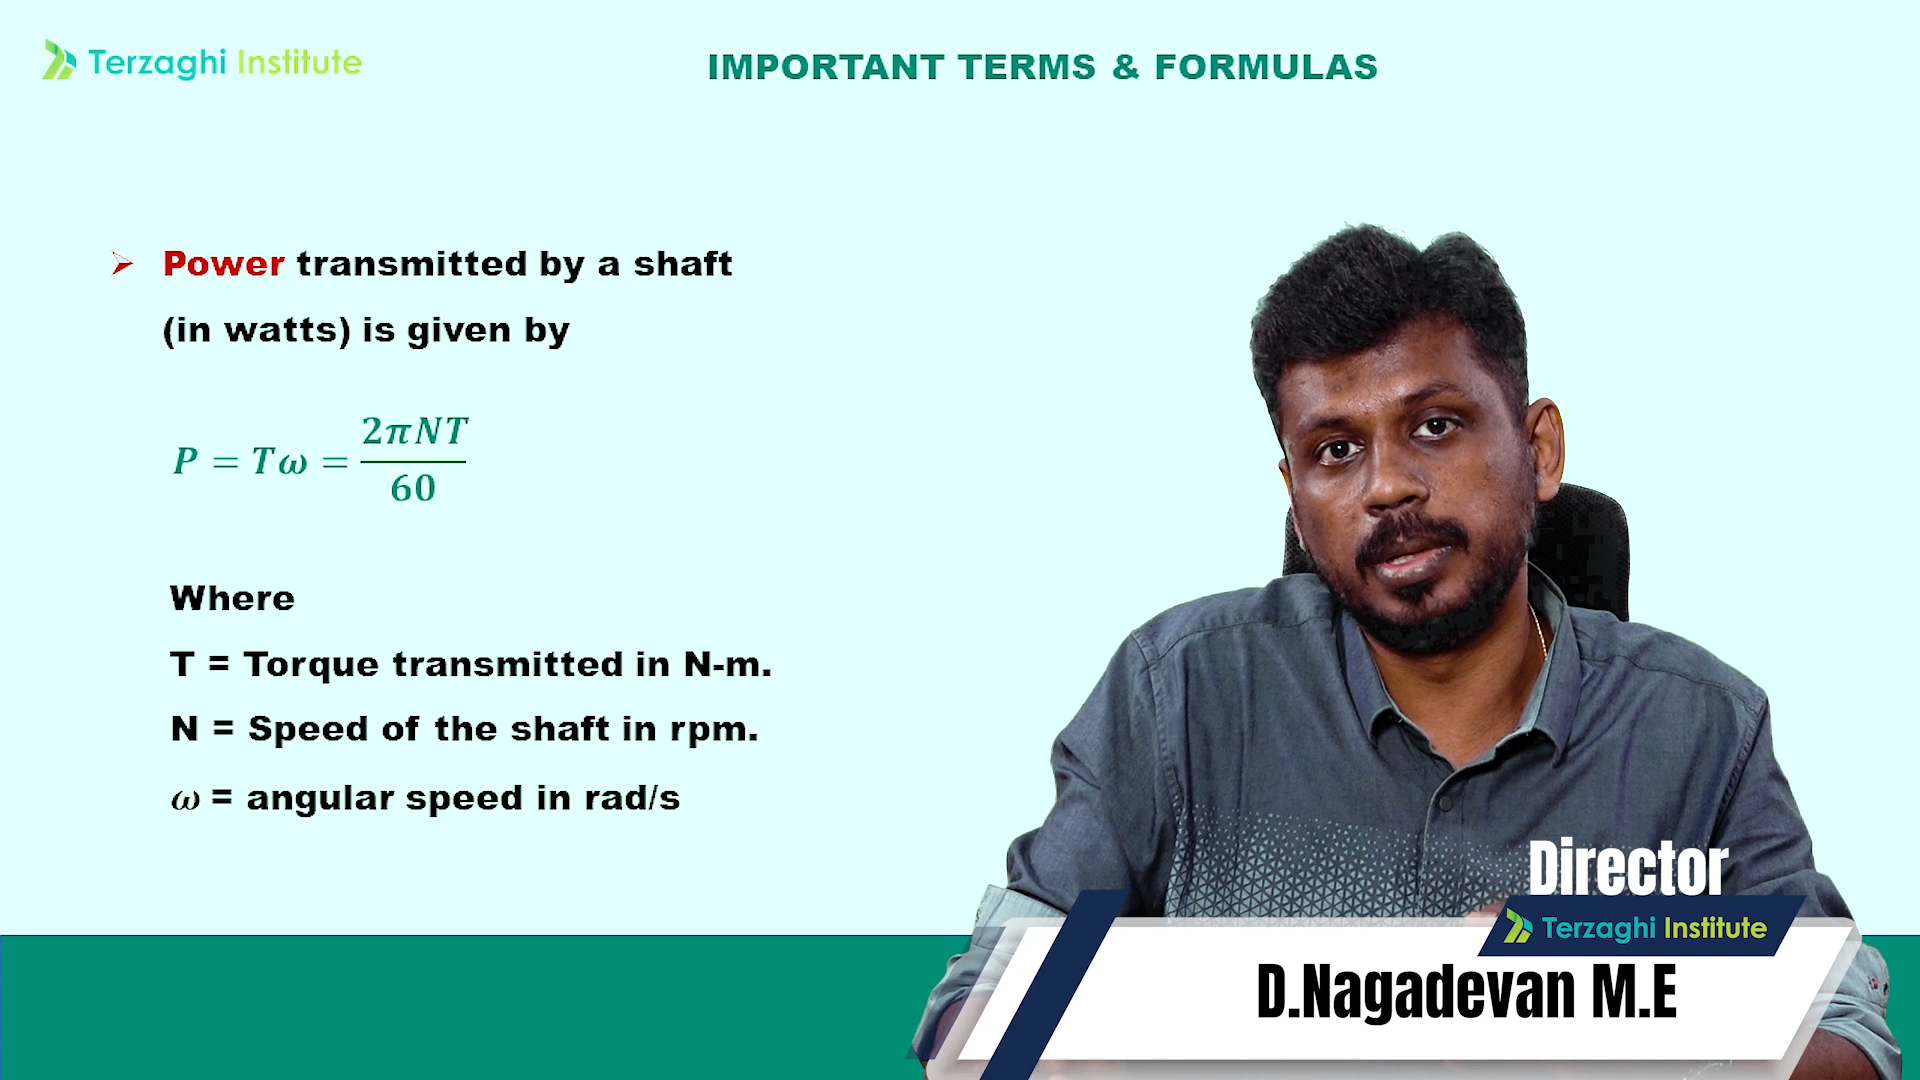 Terzaghi Institute
IMPORTANT TERMS & FORMULAS
Power transmitted by a shaft
(in watts) is given by
P = Tω = 2πNT / 60
Where
T = Torque transmitted in N-m.
N = Speed of the shaft in rpm.
ω = angular speed in rad/s
Director
Terzaghi Institute
D.Nagadevan M.E